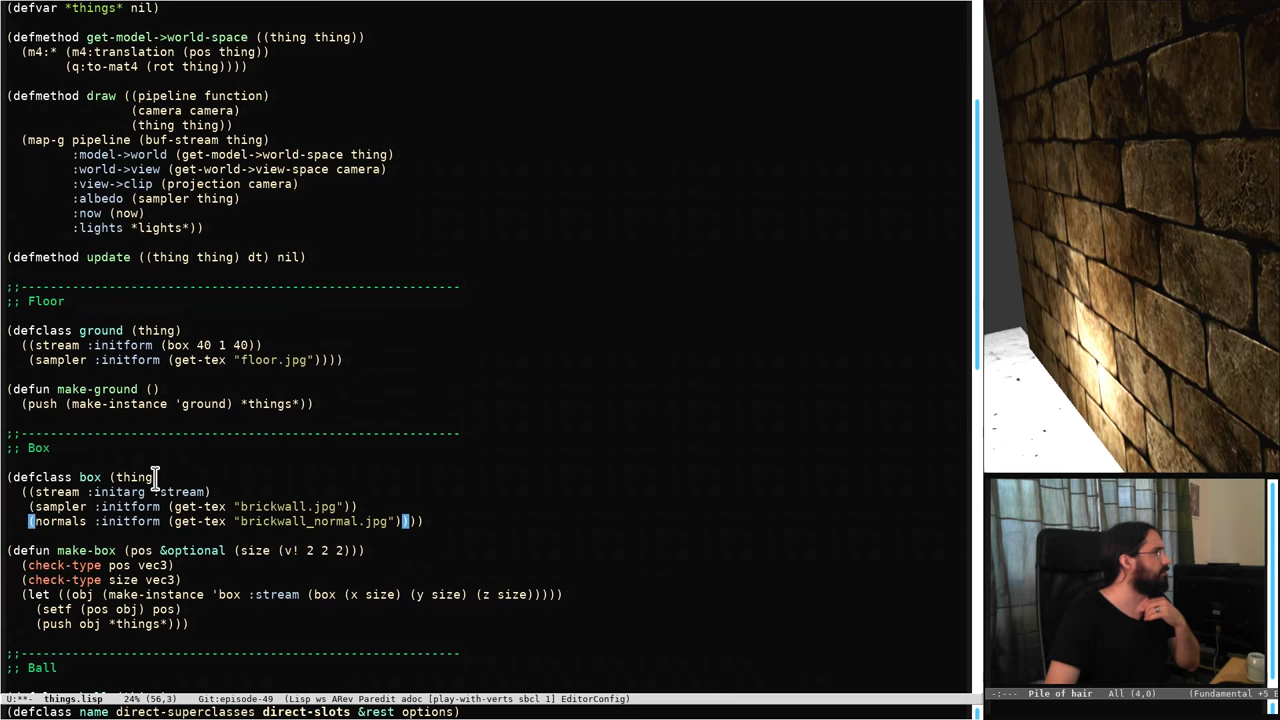 (defvar *things* nil)
(defmethod get-model->world-space ((thing thing))
  (m4:* (m4:translation (pos thing))
        (q:to-mat4 (rot thing))))
(defmethod draw ((pipeline function)
                 (camera camera)
                 (thing thing))
  (map-g pipeline (buf-stream thing)
         :model->world (get-model->world-space thing)
         :world->view (get-world->view-space camera)
         :view->clip (projection camera)
         :albedo (sampler thing)
         :now (now)
         :lights *lights*))
(defmethod update ((thing thing) dt) nil)
;;------------------------------------------------------------
;; Floor
(defclass ground (thing)
  ((stream :initform (box 40 1 40))
   (sampler :initform (get-tex "floor.jpg"))))
(defun make-ground ()
  (push (make-instance 'ground) *things*))
;;------------------------------------------------------------
;; Box
(defclass box (thing)
  ((stream :initarg :stream)
   (sampler :initform (get-tex "brickwall.jpg"))
   (normals :initform (get-tex "brickwall_normal.jpg"))))
(defun make-box (pos &optional (size (v! 2 2 2)))
  (check-type pos vec3)
  (check-type size vec3)
  (let ((obj (make-instance 'box :stream (box (x size) (y size) (z size)))))
    (setf (pos obj) pos)
    (push obj *things*)))
;;------------------------------------------------------------
;; Ball
U:**-  things.lisp   24% (56,3)   Git:episode-49  (Lisp ws ARev Paredit adoc [play-with-verts sbcl 1] EditorConfig)
-:---  Pile of hair   All (4,0)   (Fundamental +5 E
(defclass name direct-superclasses direct-slots &rest options)